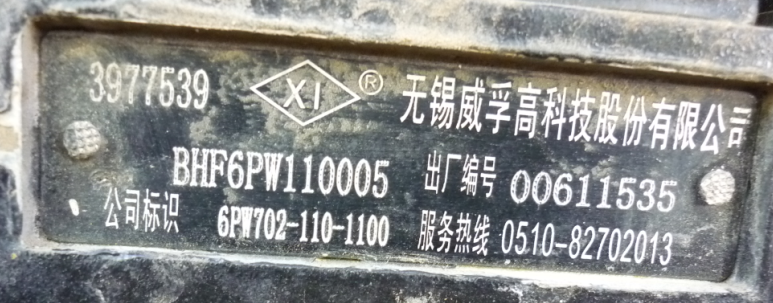 3977539 XI ® 无锡威孚高科技股份有限公司
BHF6PW110005 出厂编号 00611535
公司标识 6PW702-110-1100 服务热线 0510-82702013